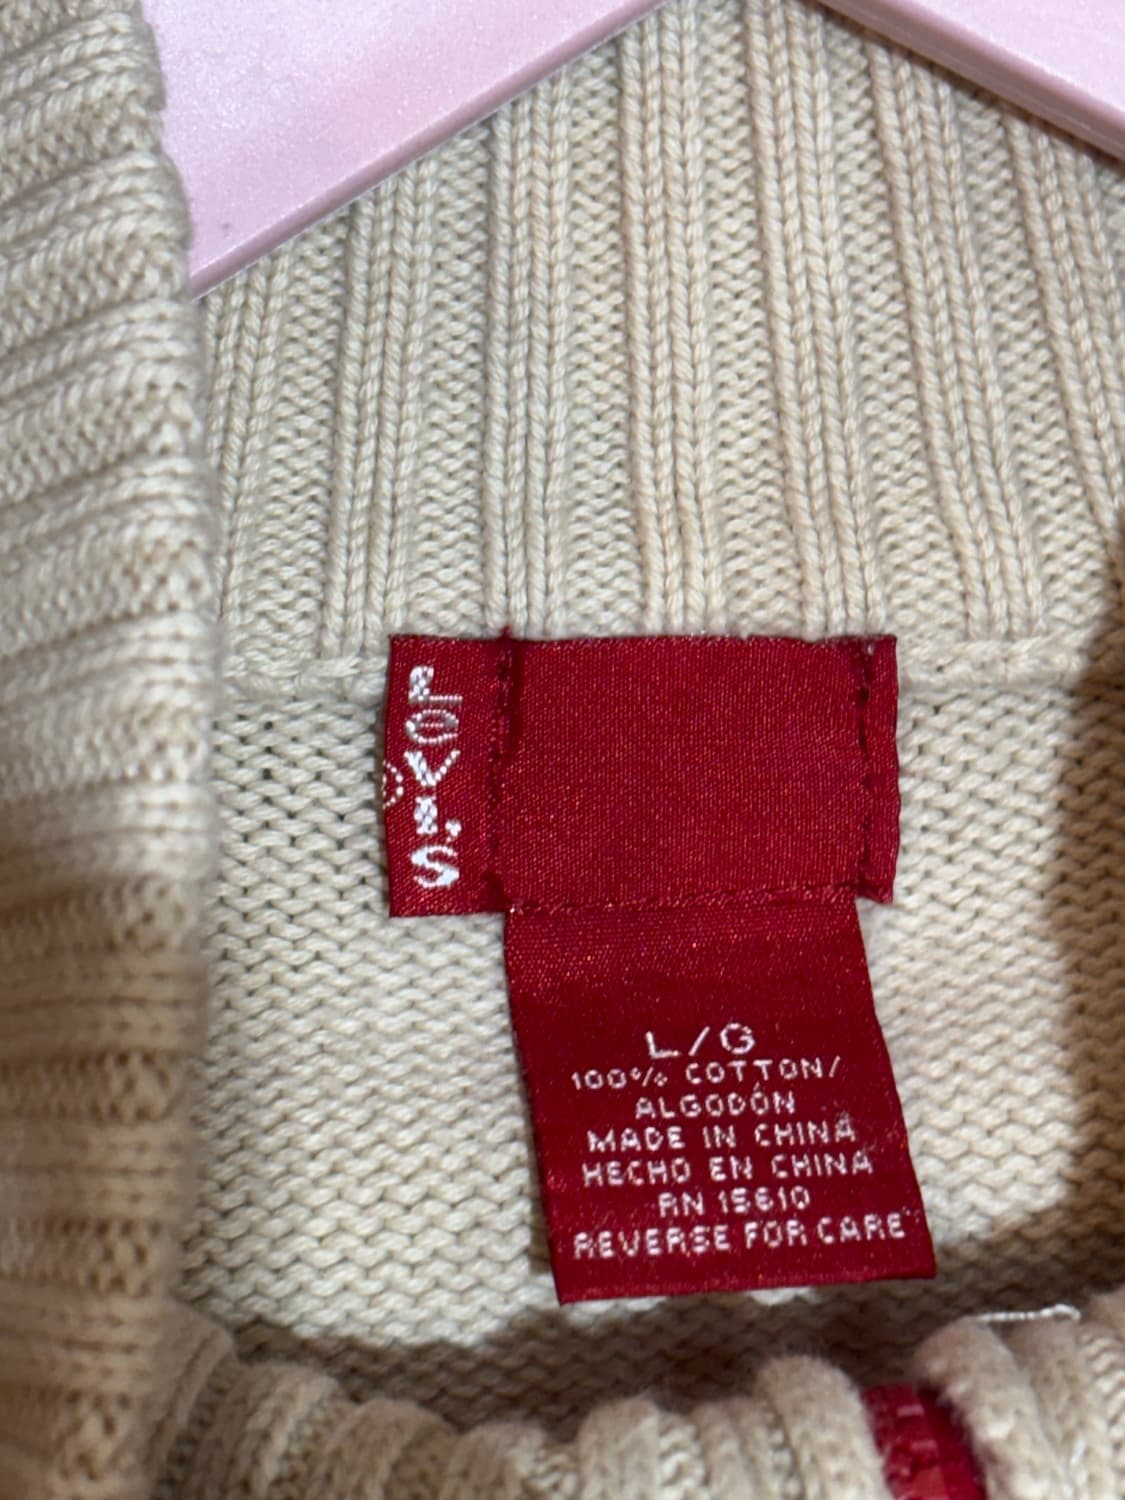 LeVI'S
®
L/G
100% COTTON/
ALGODÓN
MADE IN CHINA
HECHO EN CHINA
RN 15610
REVERSE FOR CARE